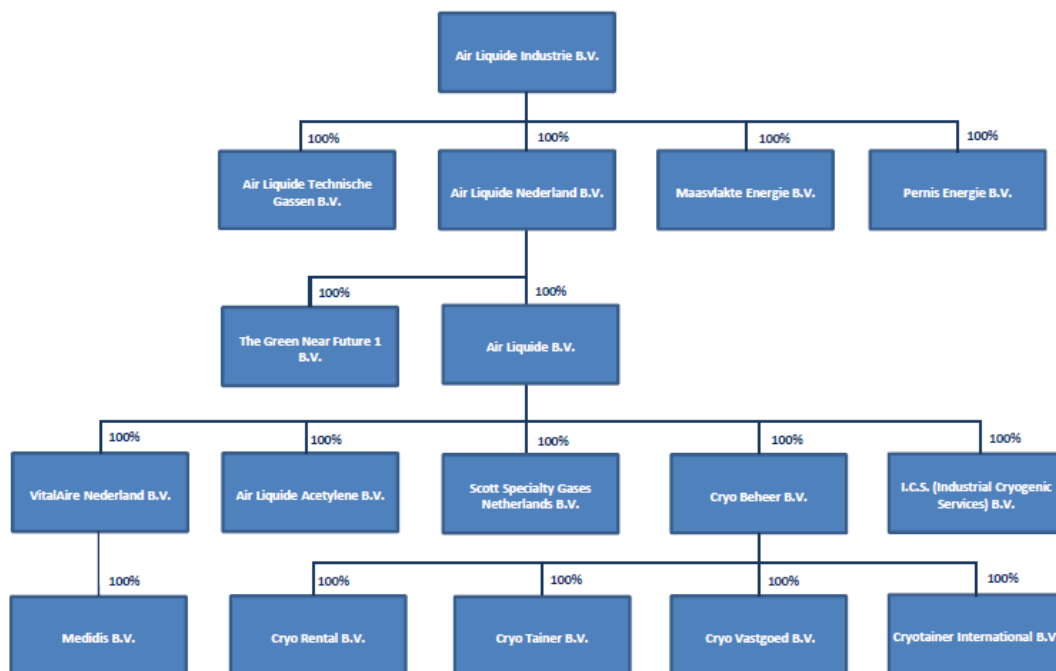 Air Liquide Industrie B.V.
100%
100%
100%
100%
Air Liquide Technische
Gassen B.V.
Air Liquide Nederland B.V.
Maasvlakte Energie B.V.
Pernis Energie B.V.
100%
100%
The Green Near Future 1
B.V.
Air Liquide B.V.
100%
100%
100%
100%
100%
VitalAire Nederland B.V.
Air Liquide Acetylene B.V.
Scott Specialty Gases
Netherlands B.V.
Cryo Beheer B.V.
I.C.S. (Industrial Cryogenic
Services) B.V.
100%
100%
100%
100%
100%
Medidis B.V.
Cryo Rental B.V.
Cryo Tainer B.V.
Cryo Vastgoed B.V.
Cryotainer International B.V